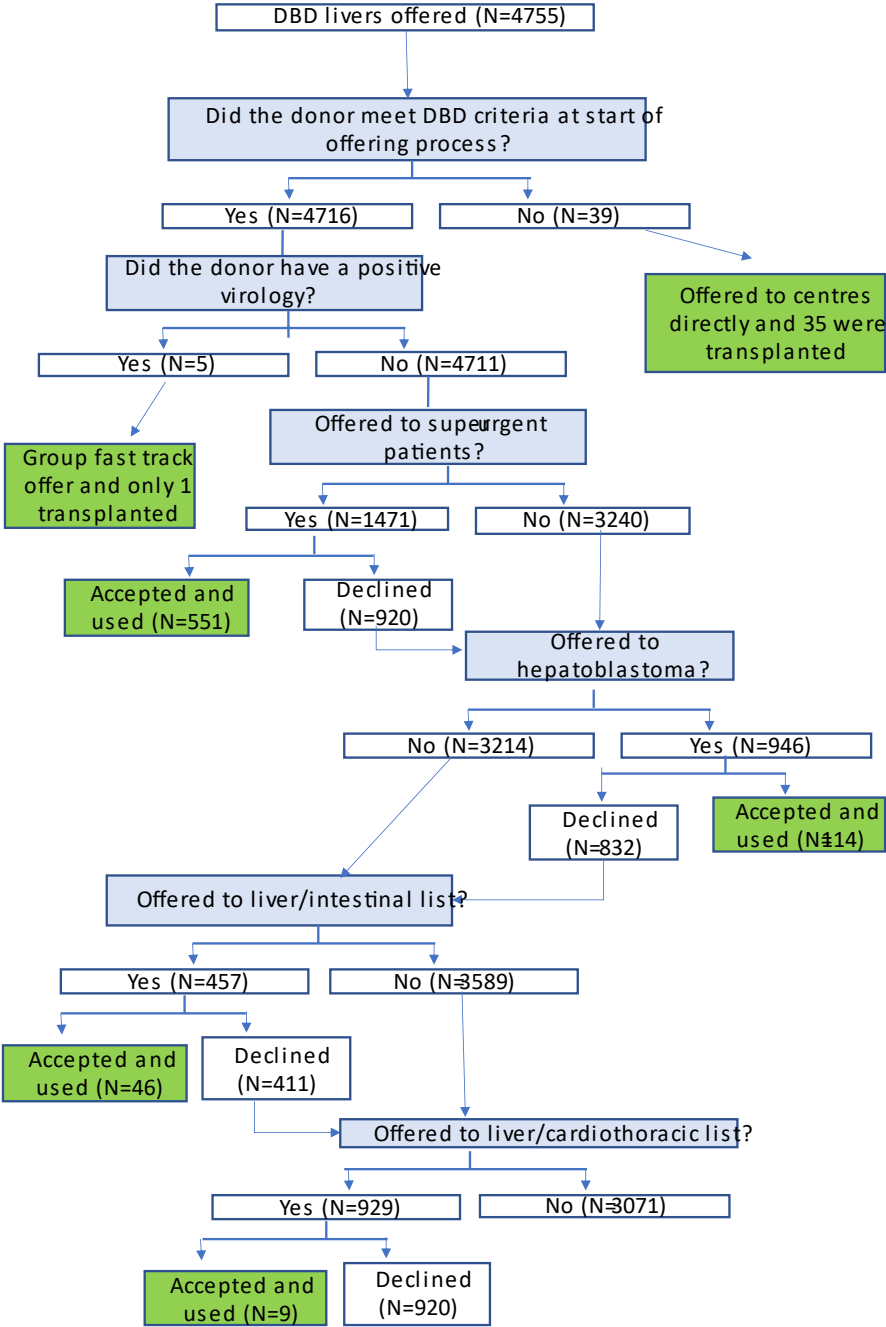 DBD livers offered (N=4755)
Did the donor meet DBD criteria at start of
offering process?
Yes (N=4716)
No (N=39)
Did the donor have a positive
virology?
Offered to centres
directly and 35 were
transplanted
Yes (N=5)
No (N=4711)
Group fast track
offer and only 1
transplanted
Offered to superurgent
patients?
Yes (N=1471)
No (N=3240)
Accepted and
used (N=551)
Declined
(N=920)
Offered to
hepatoblastoma?
No (N=3214)
Yes (N=946)
Declined
(N=832)
Accepted and
used (N=114)
Offered to liver/intestinal list?
Yes (N=457)
No (N=3589)
Accepted and
used (N=46)
Declined
(N=411)
Offered to liver/cardiothoracic list?
Yes (N=929)
No (N=3071)
Accepted and
used (N=9)
Declined
(N=920)